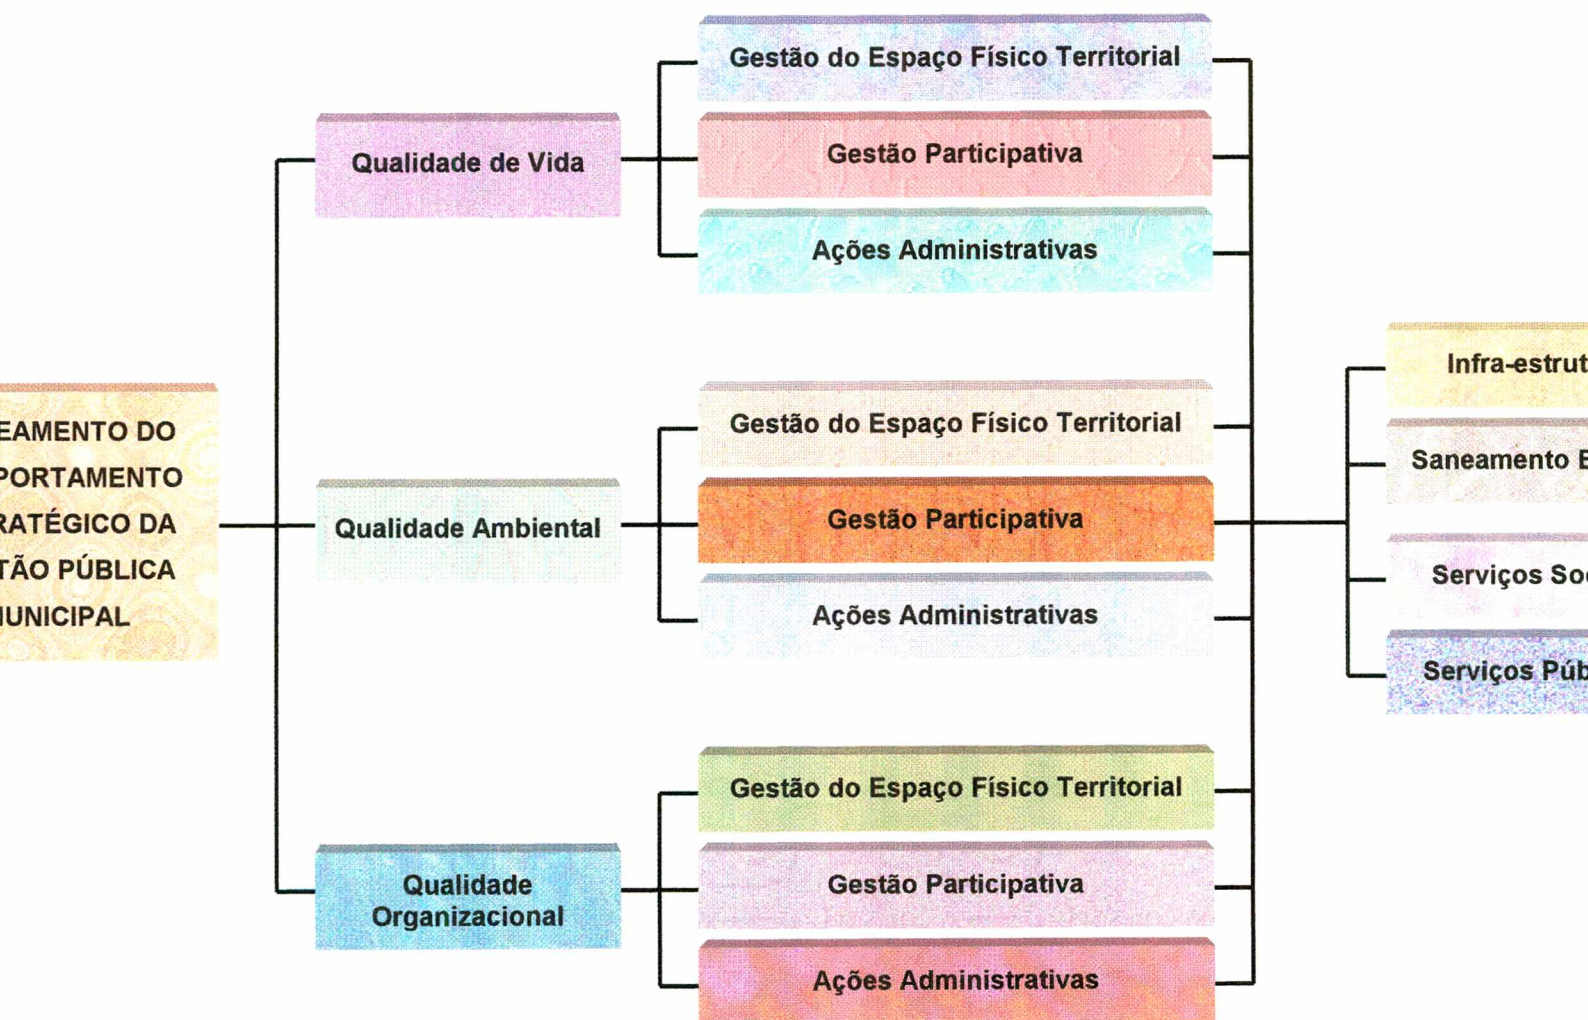 EAMENTO DO
PORTAMENTO
RATÉGICO DA
TÃO PÚBLICA
UNICIPAL
Qualidade de Vida
Gestão do Espaço Físico Territorial
Gestão Participativa
Ações Administrativas
Qualidade Ambiental
Gestão do Espaço Físico Territorial
Gestão Participativa
Ações Administrativas
Qualidade
Organizacional
Gestão do Espaço Físico Territorial
Gestão Participativa
Ações Administrativas
Infra-estrut
Saneamento
Serviços So
Serviços Púb